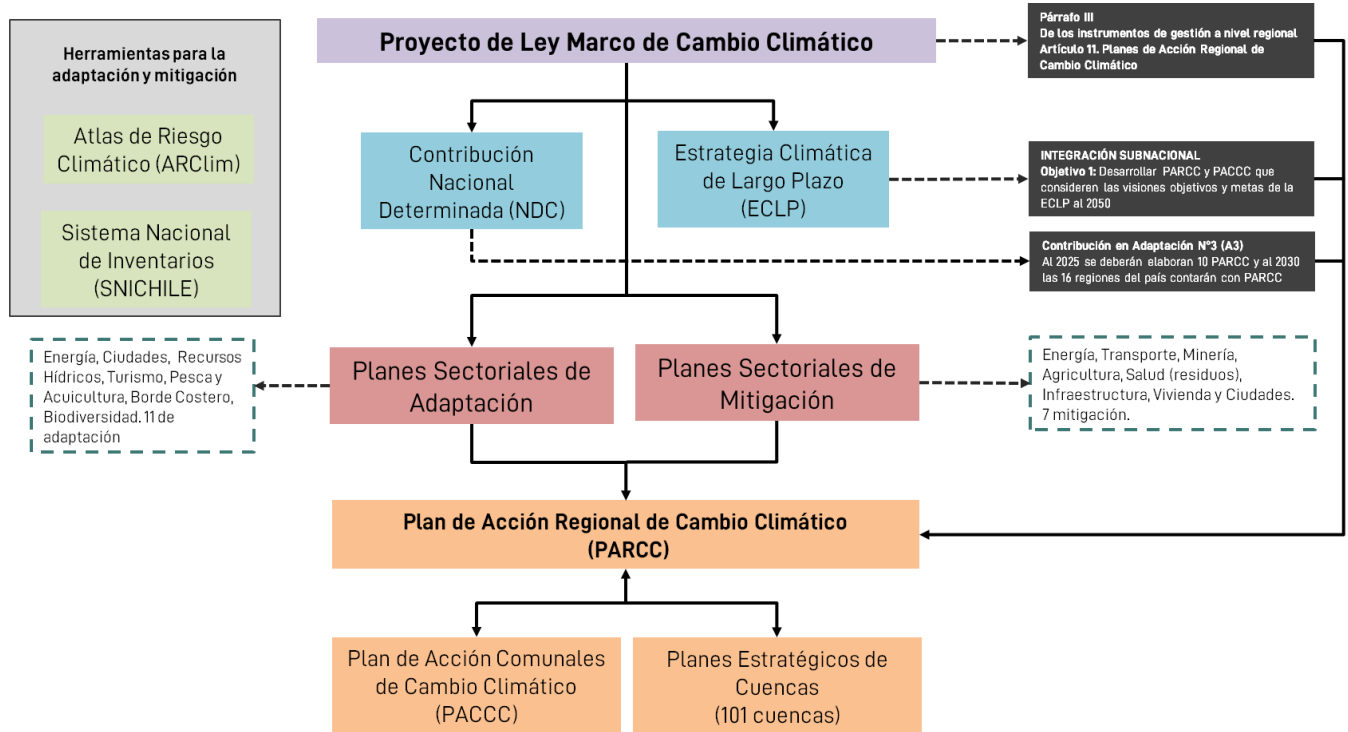 Herramientas para la
adaptación y mitigación
Atlas de Riesgo
Climático (ARClim)
Sistema Nacional
de Inventarios
(SNICHILE)
Proyecto de Ley Marco de Cambio Climático
Párrafo III
De los instrumentos de gestión a nivel regional
Artículo 11. Planes de Acción Regional de
Cambio Climático
Contribución
Nacional
Determinada (NDC)
Estrategia Climática
de Largo Plazo
(ECLP)
INTEGRACIÓN SUBNACIONAL
Objetivo 1: Desarrollar PARCC y PACCC que
consideren las visiones objetivos y metas de la
ECLP al 2050
Contribución en Adaptación N°3 (A3)
Al 2025 se deberán elaboran 10 PARCC y al 2030
las 16 regiones del país contarán con PARCC
Energía, Ciudades, Recursos
Hídricos, Turismo, Pesca y
Acuicultura, Borde Costero,
Biodiversidad. 11 de
adaptación
Planes Sectoriales de
Adaptación
Planes Sectoriales de
Mitigación
Energía, Transporte, Minería,
Agricultura, Salud (residuos),
Infraestructura, Vivienda y Ciudades.
7 mitigación.
Plan de Acción Regional de Cambio Climático
(PARCC)
Plan de Acción Comunales
de Cambio Climático
(PACCC)
Planes Estratégicos de
Cuencas
(101 cuencas)